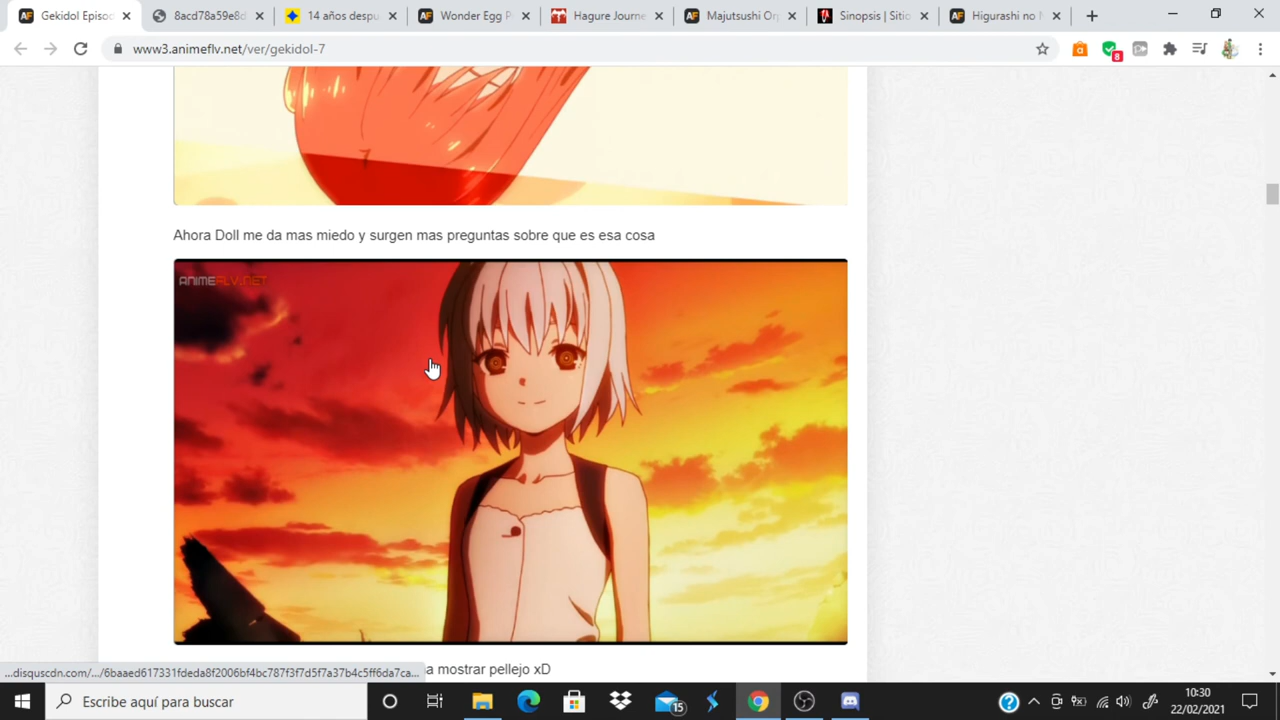 Gekidol Episod
8acd78a59e8d
14 años despu
Wonder Egg P
Hagure Journe
Majutsushi Or
Sinopsis | Sitio
Higurashi no N
www3.animeflv.net/ver/gekidol-7
8
Ahora Doll me da mas miedo y surgen mas preguntas sobre que es esa cosa
ANIMEFLV.NET
a mostrar pellejo xD
...disquscdn.com/.../6baaed617331fdeda8f2006bf4bc787f3f7d5f7a37b4c5ff6da7ca...
Escribe aquí para buscar
15
10:30
22/02/2021